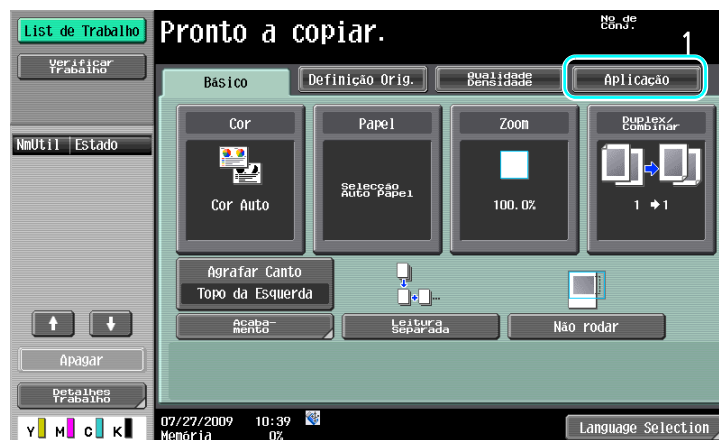 List de Trabalho
Verificar
Trabalho
NmUtil Estado
Apagar
Detalhes
Trabalho
Y M C K
Pronto a copiar.
Nº de
Conj.
1
Básico
Definição Orig.
Qualidade
Densidade
Aplicação
Cor
Cor Auto
Papel
Selecção
Auto Papel
Zoom
100.0%
Duplex/
Combinar
1 → 1
Agrafar Canto
Topo da Esquerda
Acaba-
mento
Leitura
Separada
Não rodar
07/27/2009 10:39
Memória 0%
Language Selection